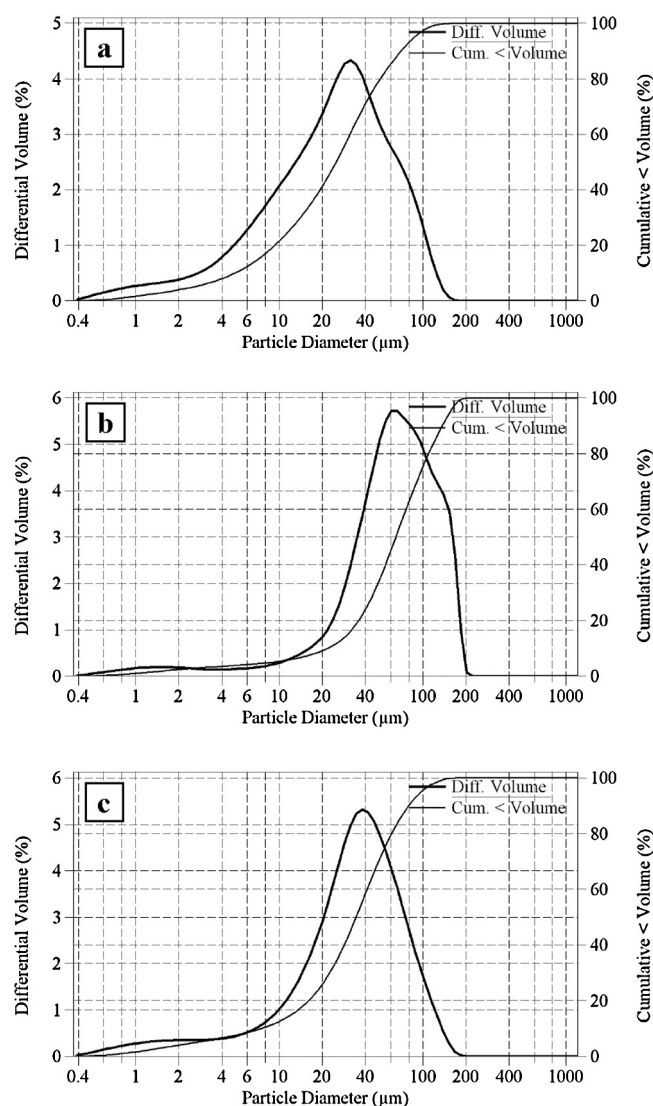 a
Diff. Volume
Cum. < Volume
Differential Volume (%)
5
4
3
2
1
0
Cumulative < Volume (%)
100
80
60
40
20
0
0.4 1 2 4 6 10 20 40 100 200 400 1000
Particle Diameter (µm)
b
Diff. Volume
Cum. < Volume
Differential Volume (%)
6
5
4
3
2
1
0
Cumulative < Volume (%)
100
80
60
40
20
0
0.4 1 2 4 6 10 20 40 100 200 400 1000
Particle Diameter (µm)
c
Diff. Volume
Cum. < Volume
Differential Volume (%)
6
5
4
3
2
1
0
Cumulative < Volume (%)
100
80
60
40
20
0
0.4 1 2 4 6 10 20 40 100 200 400 1000
Particle Diameter (µm)